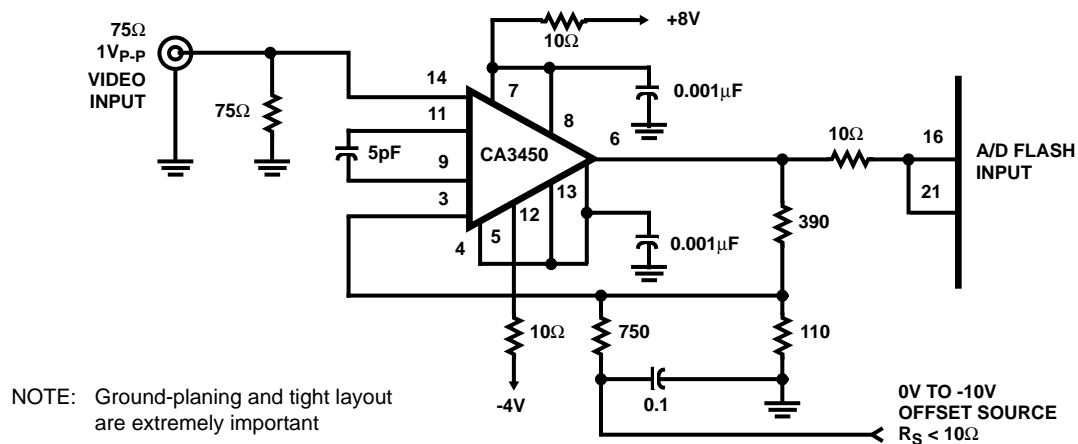 75Ω
1VP-P
VIDEO
INPUT
75Ω
5pF
14
11
9
3
4
5
12
13
7
8
6
CA3450
10Ω
+8V
0.001μF
0.001μF
10Ω
16
21
A/D FLASH
INPUT
390
110
750
0.1
10Ω
-4V
0V TO -10V
OFFSET SOURCE
RS < 10Ω
NOTE: Ground-planing and tight layout
are extremely important